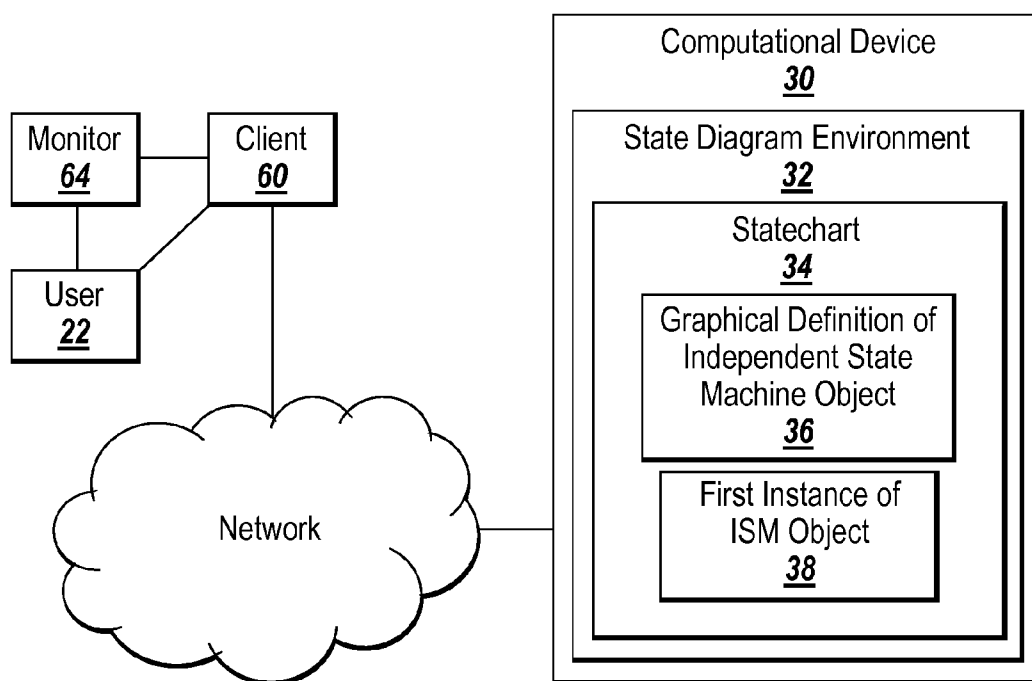 Computational Device
30
State Diagram Environment
32
Statechart
34
Graphical Definition of
Independent State
Machine Object
36
First Instance of
ISM Object
38
Monitor
64
Client
60
User
22
Network